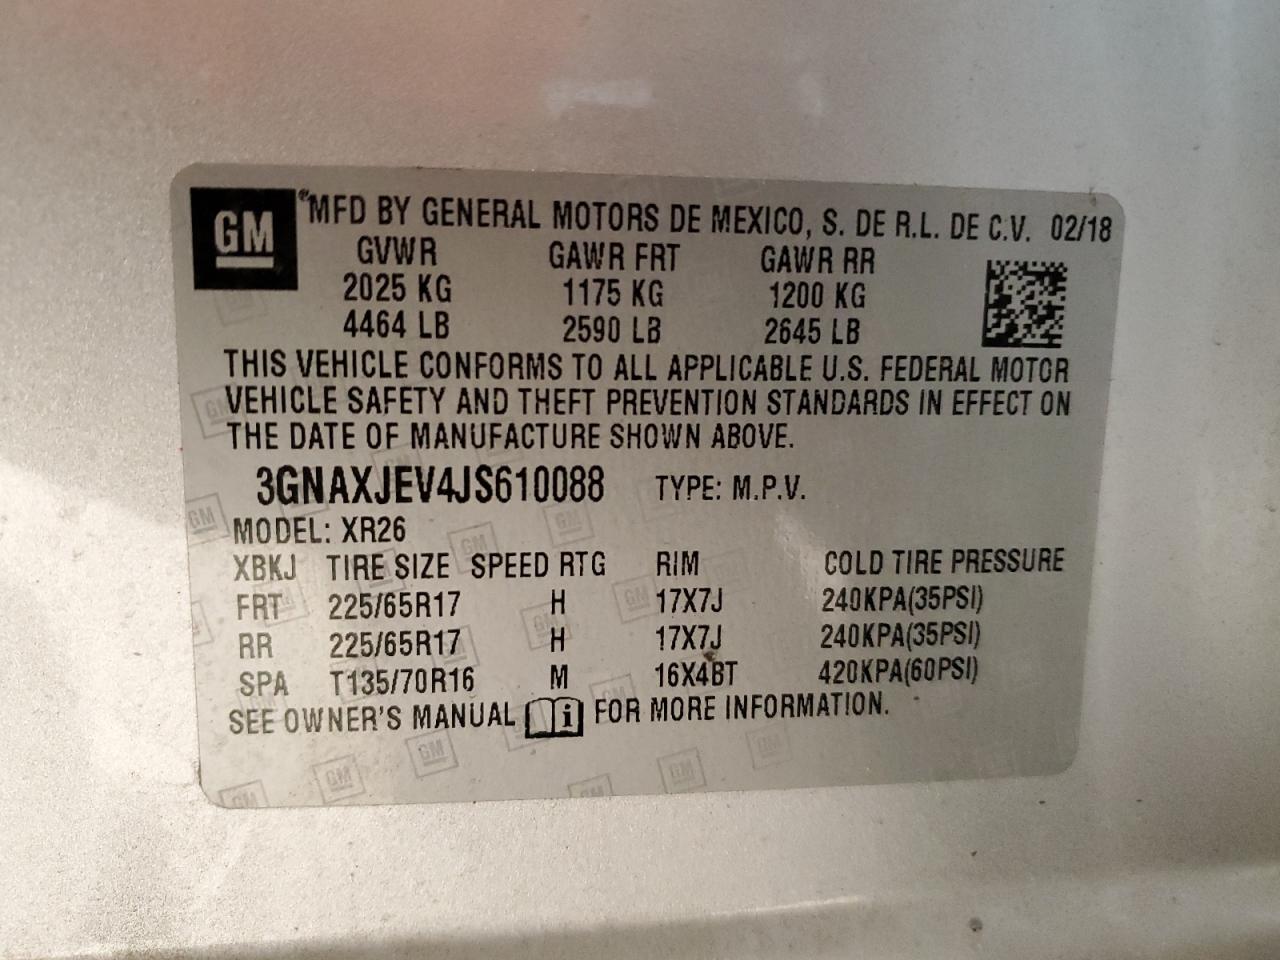 GM ® MFD BY GENERAL MOTORS DE MEXICO, S. DE R.L. DE C.V. 02/18
GVWR GAWR FRT GAWR RR
2025 KG 1175 KG 1200 KG
4464 LB 2590 LB 2645 LB
THIS VEHICLE CONFORMS TO ALL APPLICABLE U.S. FEDERAL MOTOR
VEHICLE SAFETY AND THEFT PREVENTION STANDARDS IN EFFECT ON
THE DATE OF MANUFACTURE SHOWN ABOVE.
3GNAXJEV4JS610088 TYPE: M.P.V.
MODEL: XR26
XBKJ TIRE SIZE SPEED RTG RIM COLD TIRE PRESSURE
FRT 225/65R17 H 17X7J 240KPA(35PSI)
RR 225/65R17 H 17X7J 240KPA(35PSI)
SPA T135/70R16 M 16X4BT 420KPA(60PSI)
SEE OWNER'S MANUAL i FOR MORE INFORMATION.